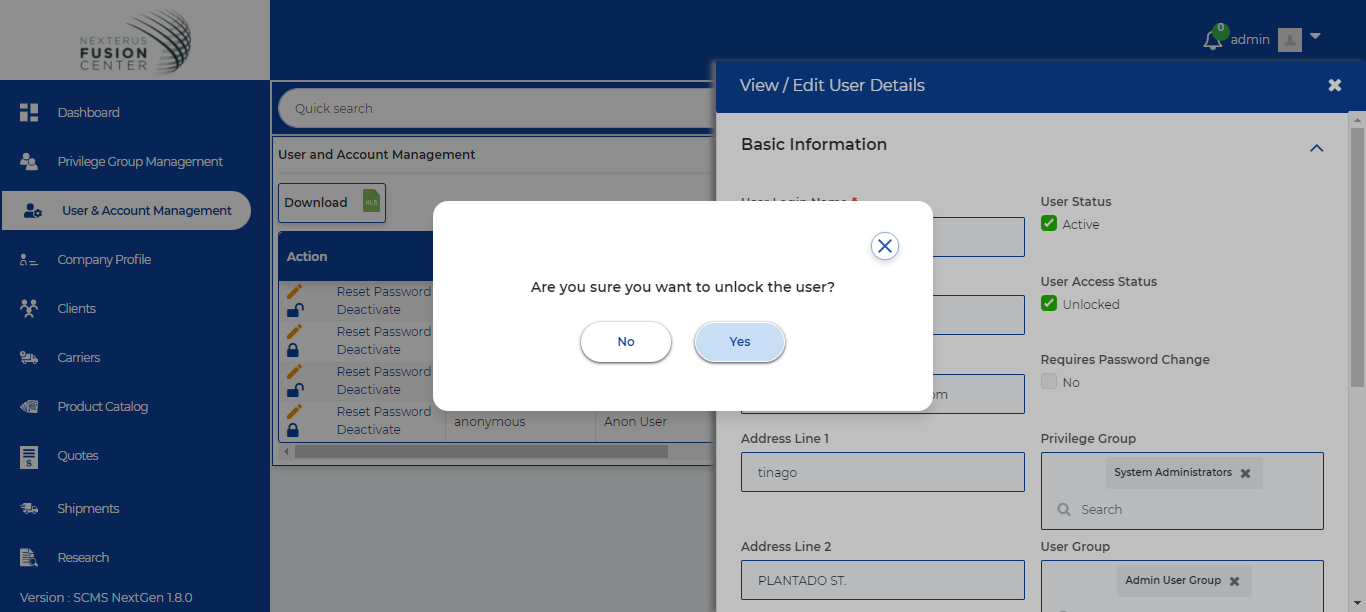 NEXTERUS
FUSION
CENTER
0
admin
Dashboard
Privilege Group Management
User & Account Management
Company Profile
Clients
Carriers
Product Catalog
Quotes
Shipments
Research
Version : SCMS NextGen 1.8.0
Quick search
User and Account Management
Download
XLS
Action
Reset Password
Deactivate
Reset Password
Deactivate
Reset Password
Deactivate
Reset Password
Deactivate
anonymous
Anon User
Are you sure you want to unlock the user?
No
Yes
View / Edit User Details
Basic Information
User Login Name *
User Status
Active
User Access Status
Unlocked
Requires Password Change
No
om
Address Line 1
tinago
Privilege Group
System Administrators
Search
Address Line 2
PLANTADO ST.
User Group
Admin User Group